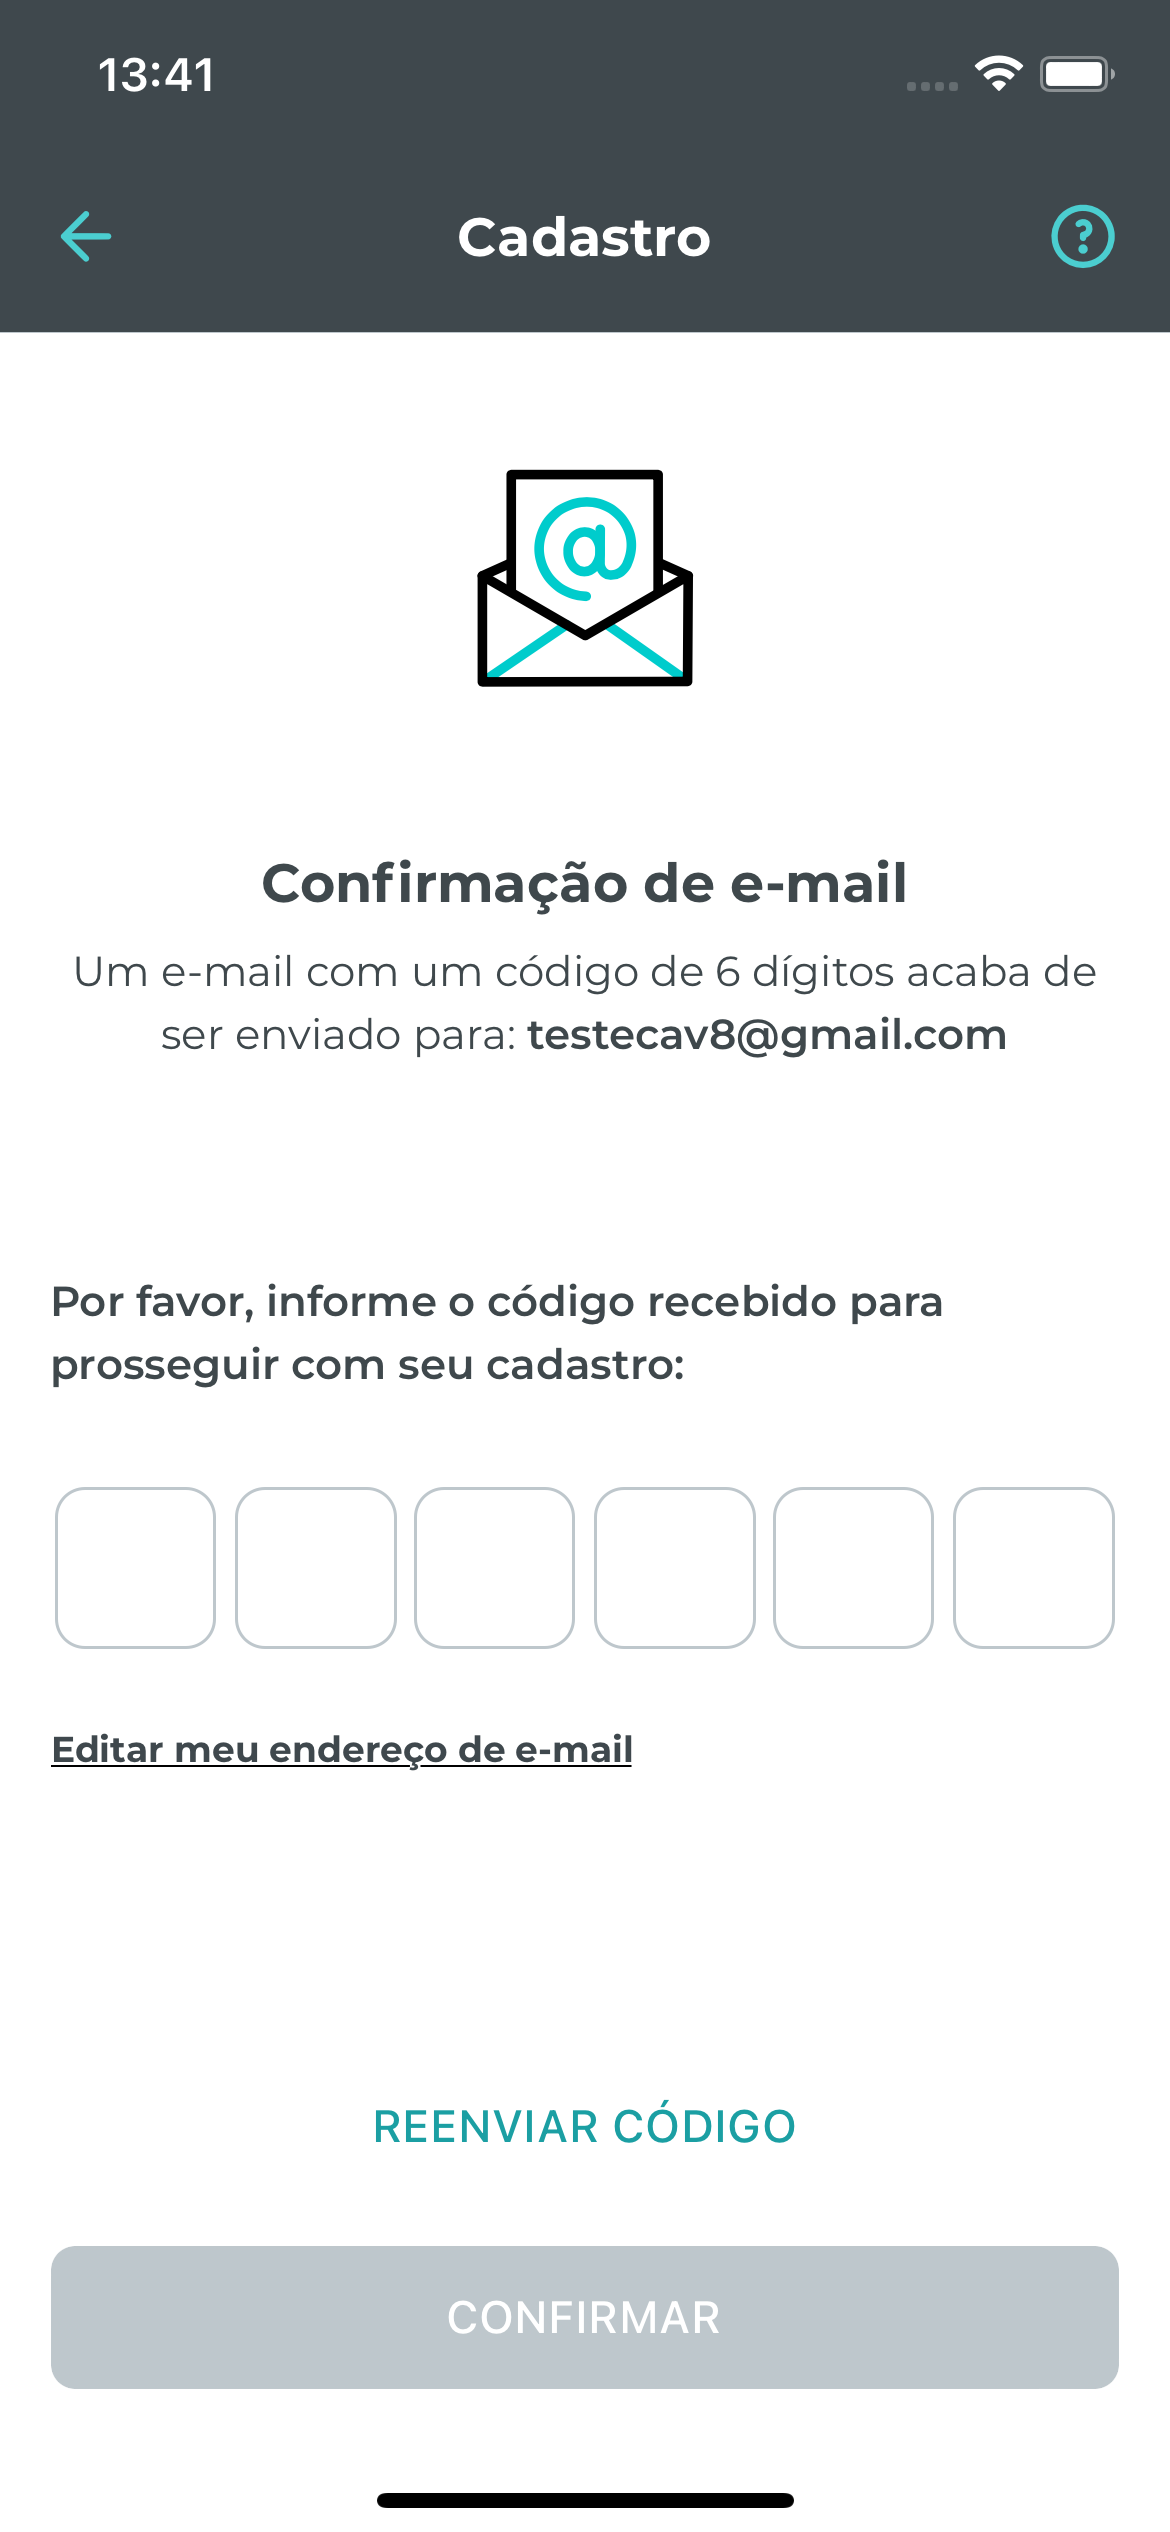 13:41
Cadastro
?
@
Confirmação de e-mail
Um e-mail com um código de 6 dígitos acaba de
ser enviado para: testecav8@gmail.com
Por favor, informe o código recebido para
prosseguir com seu cadastro:
Editar meu endereço de e-mail
REENVIAR CÓDIGO
CONFIRMAR